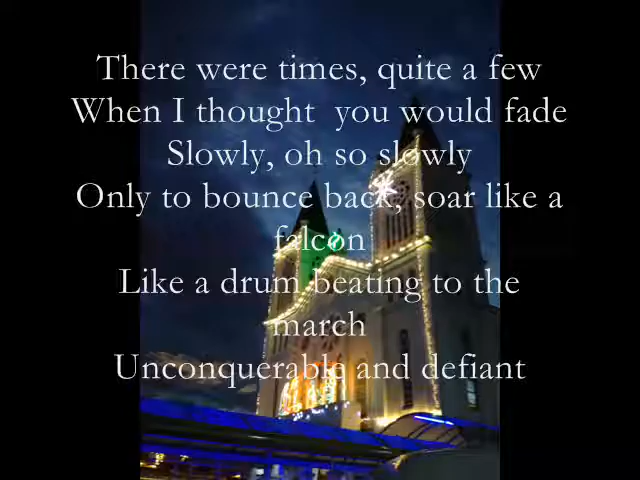 There were times, quite a few
When I thought  you would fade
Slowly, oh so slowly
Only to bounce back, soar like a
falcon
Like a drum beating to the
march
Unconquerable and defiant